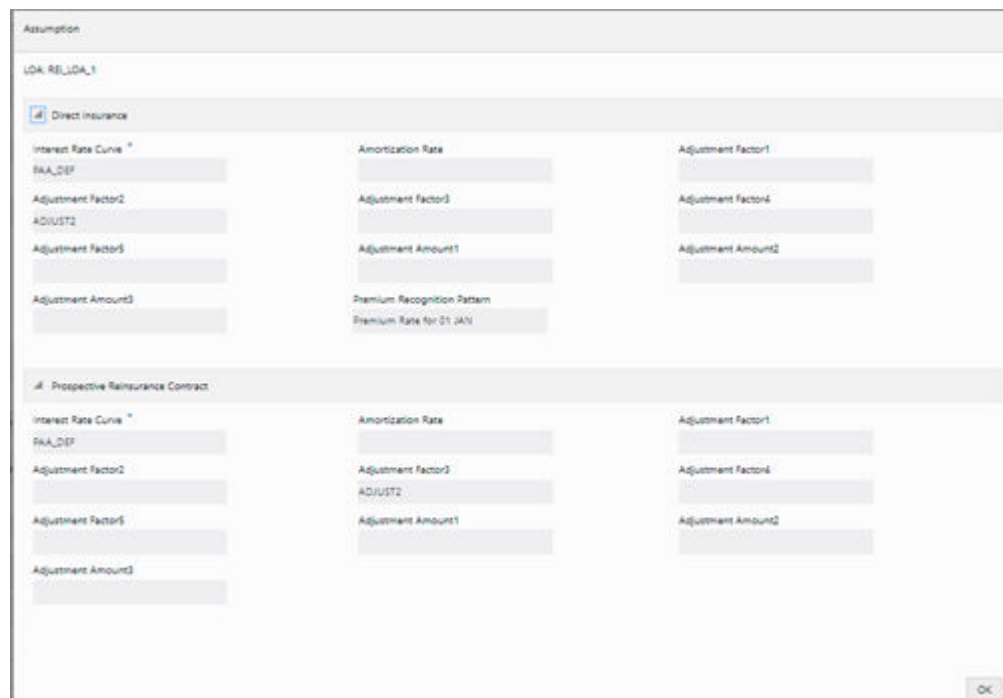 Assumption
LOA: REI_LOA_1
Direct Insurance
Interest Rate Curve * Amortization Rate Adjustment Factor1
PAA_DEF
Adjustment Factor2 Adjustment Factor3 Adjustment Factor4
ADJUST2
Adjustment Factor5 Adjustment Amount1 Adjustment Amount2
Adjustment Amount3 Premium Recognition Pattern
Premium Rate for 01 JAN
Prospective Reinsurance Contract
Interest Rate Curve * Amortization Rate Adjustment Factor1
PAA_DEF
Adjustment Factor2 Adjustment Factor3 Adjustment Factor4
ADJUST2
Adjustment Factor5 Adjustment Amount1 Adjustment Amount2
Adjustment Amount3
OK